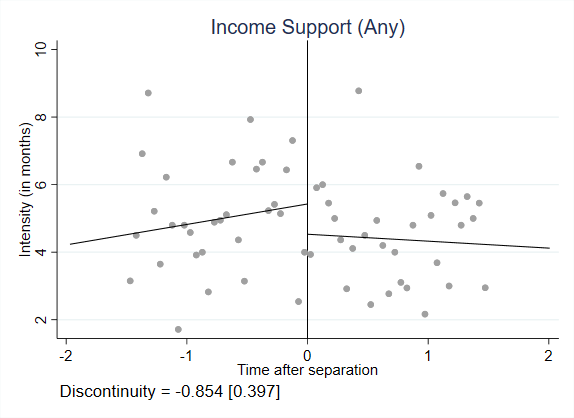 Income Support (Any)
Intensity (in months)
10
8
6
4
2
-2 -1 0 1 2
Time after separation
Discontinuity = -0.854 [0.397]